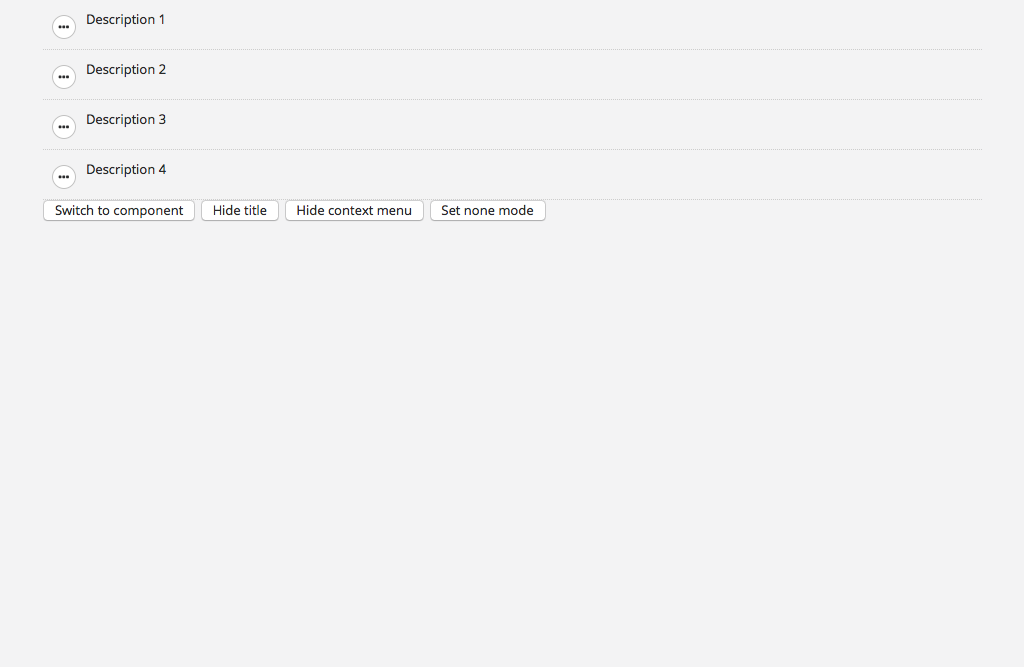 Description 1
Description 2
Description 3
Description 4
Switch to component Hide title Hide context menu Set none mode